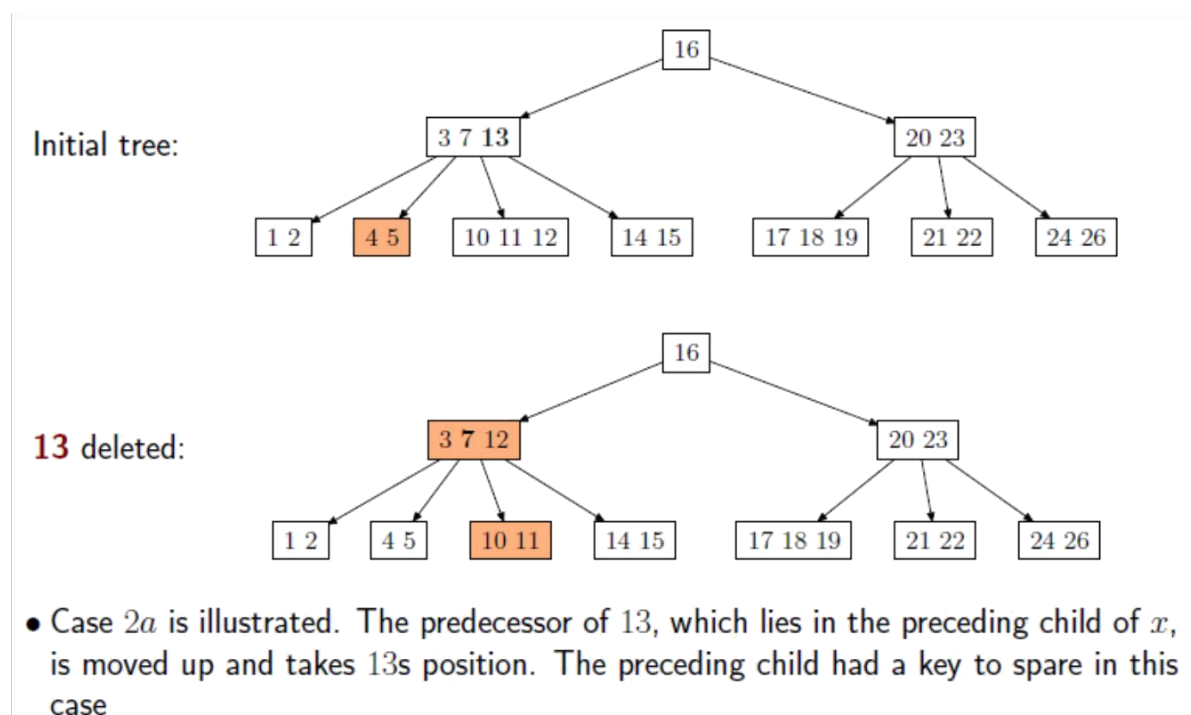 16
Initial tree:
3 7 13
20 23
1 2
4 5
10 11 12
14 15
17 18 19
21 22
24 26
16
13 deleted:
3 7 12
20 23
1 2
4 5
10 11
14 15
17 18 19
21 22
24 26
• Case 2a is illustrated. The predecessor of 13, which lies in the preceding child of x,
is moved up and takes 13s position. The preceding child had a key to spare in this
case